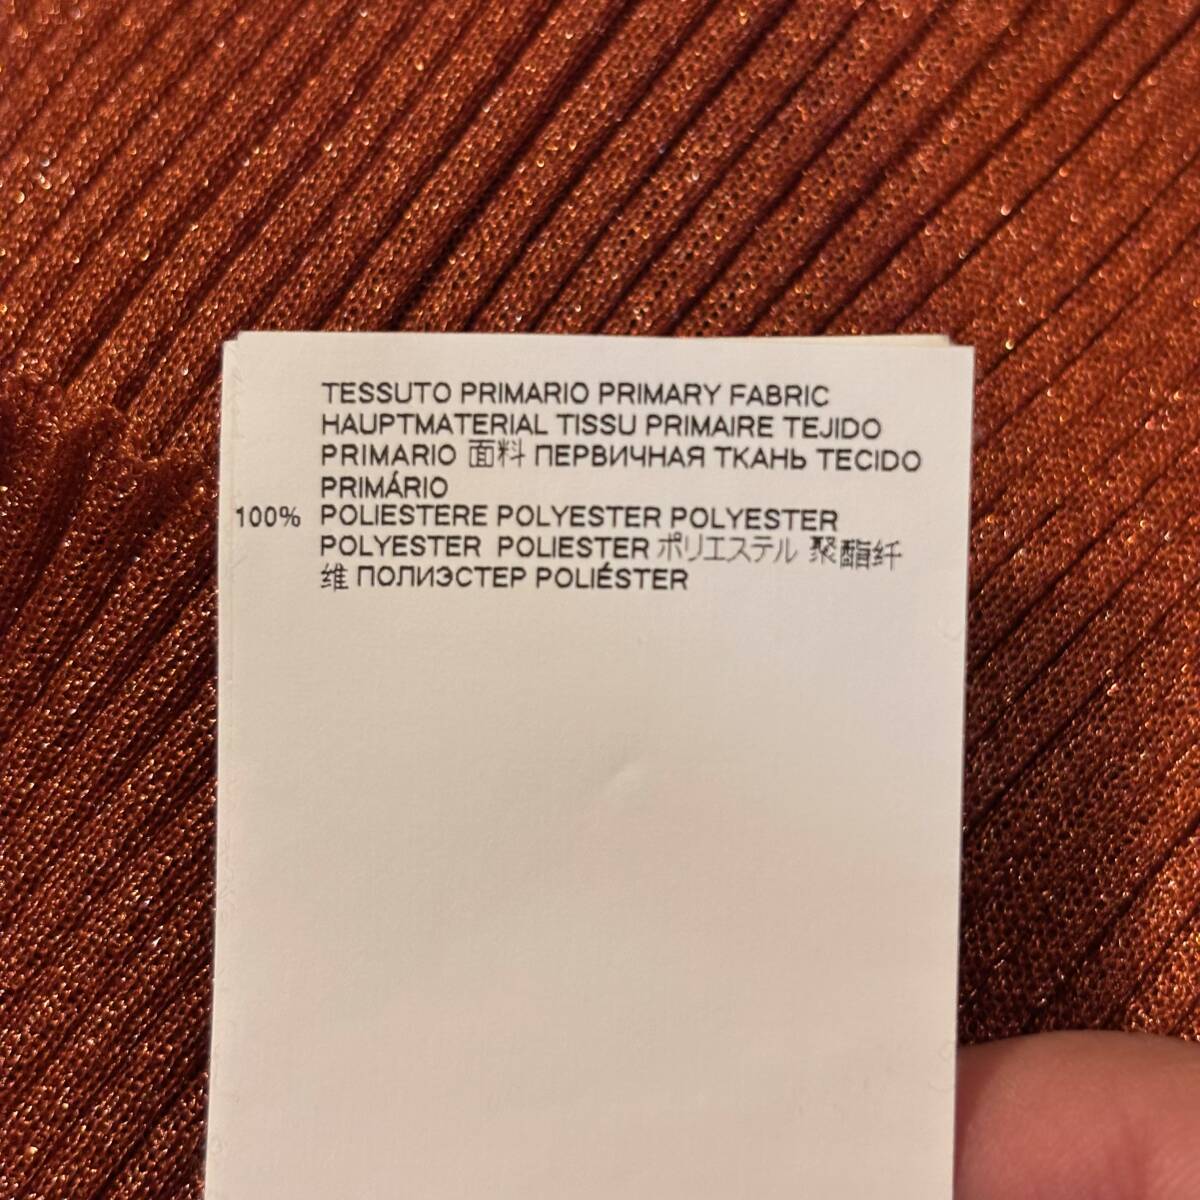 TESSUTO PRIMARIO PRIMARY FABRIC
HAUPTMATERIAL TISSU PRIMAIRE TEJIDO
PRIMARIO 面料 ПЕРВИЧНАЯ ТКАНЬ TECIDO
PRIMÁRIO
100% POLIESTERE POLYESTER POLYESTER
POLYESTER POLIESTER ポリエステル 聚酯纤
维 ПОЛИЭСТЕР POLIÉSTER